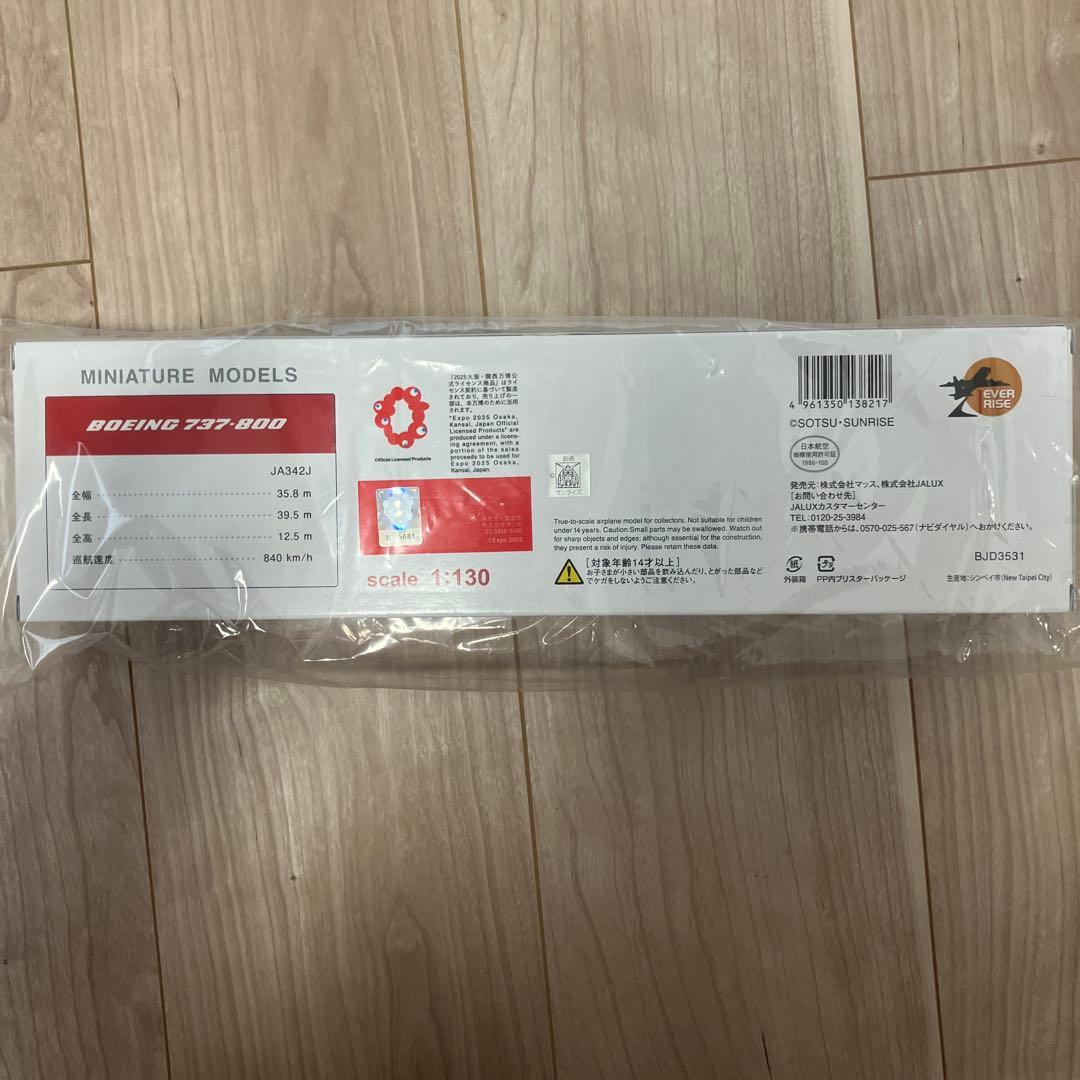 MINIATURE MODELS
BOEING 737-800
JA342J
全幅 35.8 m
全長 39.5 m
全高 12.5 m
巡航速度 840 km/h
Official Licensed Products
「2025大阪・関西万博公
式ライセンス商品」はライ
センス契約に基づいて製造
されており、売り上げの一
部は、本万博のために活用
されます。
"Expo 2025 Osaka,
Kansai, Japan Official
Licensed Products" are
produced under a licens-
ing agreement, with a
portion of the sales
proceeds to be used for
Expo 2025 Osaka,
Kansai, Japan.
株式会社マッス
©Expo 2025
scale 1:130
創通
©
サンライズ
True-to-scale airplane model for collectors. Not suitable for children
under 14 years. Caution:Small parts may be swallowed. Watch out
for sharp objects and edges; although essential for the construction,
they present a risk of injury. Please retain these data.
[対象年齢14才以上]
お子さまが小さい部品を飲み込んだり、とがった部品など
でケガをしないようご注意ください。
4 961350 138217
©SOTSU・SUNRISE
EVER
RISE
日本航空
商標使用許可証
1986-100
発売元: 株式会社マッス、株式会社JALUX
[お問い合わせ先]
JALUXカスタマーセンター
TEL:0120-25-3984
※携帯電話からは、0570-025-567(ナビダイヤル)へおかけください。
紙
外装箱
プラ
PP内ブリスターパッケージ
BJD3531
生産地:シンペイ市(New Taipei City)